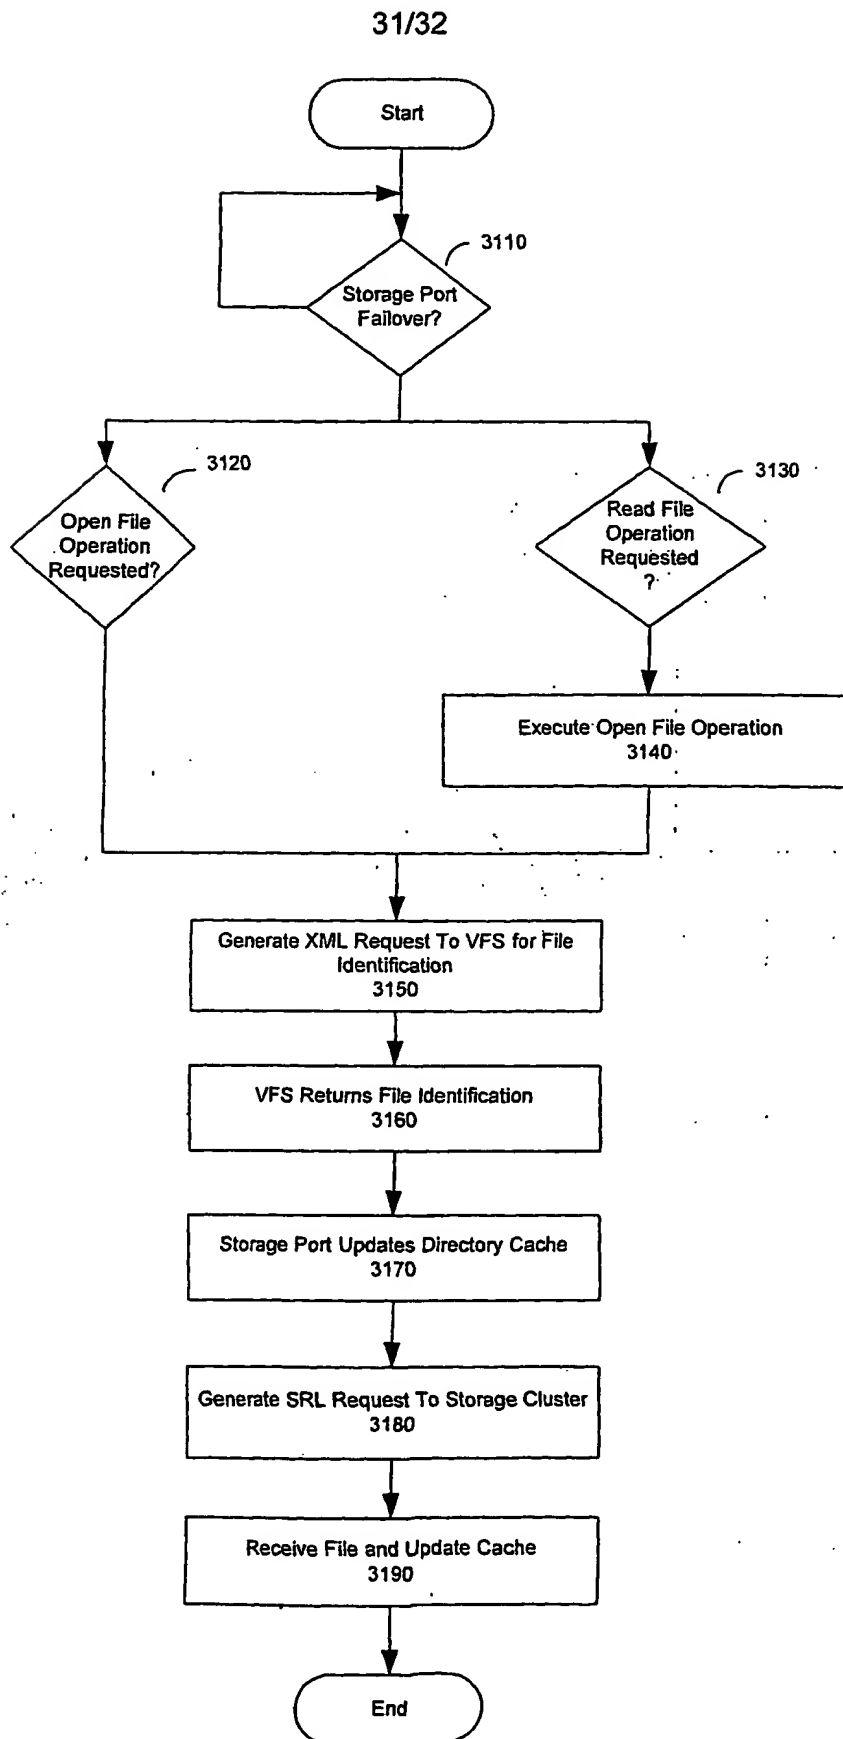 31/32
Start
3110
Storage Port
Failover?
3120
Open File
Operation
Requested?
3130
Read File
Operation
Requested
?
Execute Open File Operation
3140
Generate XML Request To VFS for File
Identification
3150
VFS Returns File Identification
3160
Storage Port Updates Directory Cache
3170
Generate SRL Request To Storage Cluster
3180
Receive File and Update Cache
3190
End